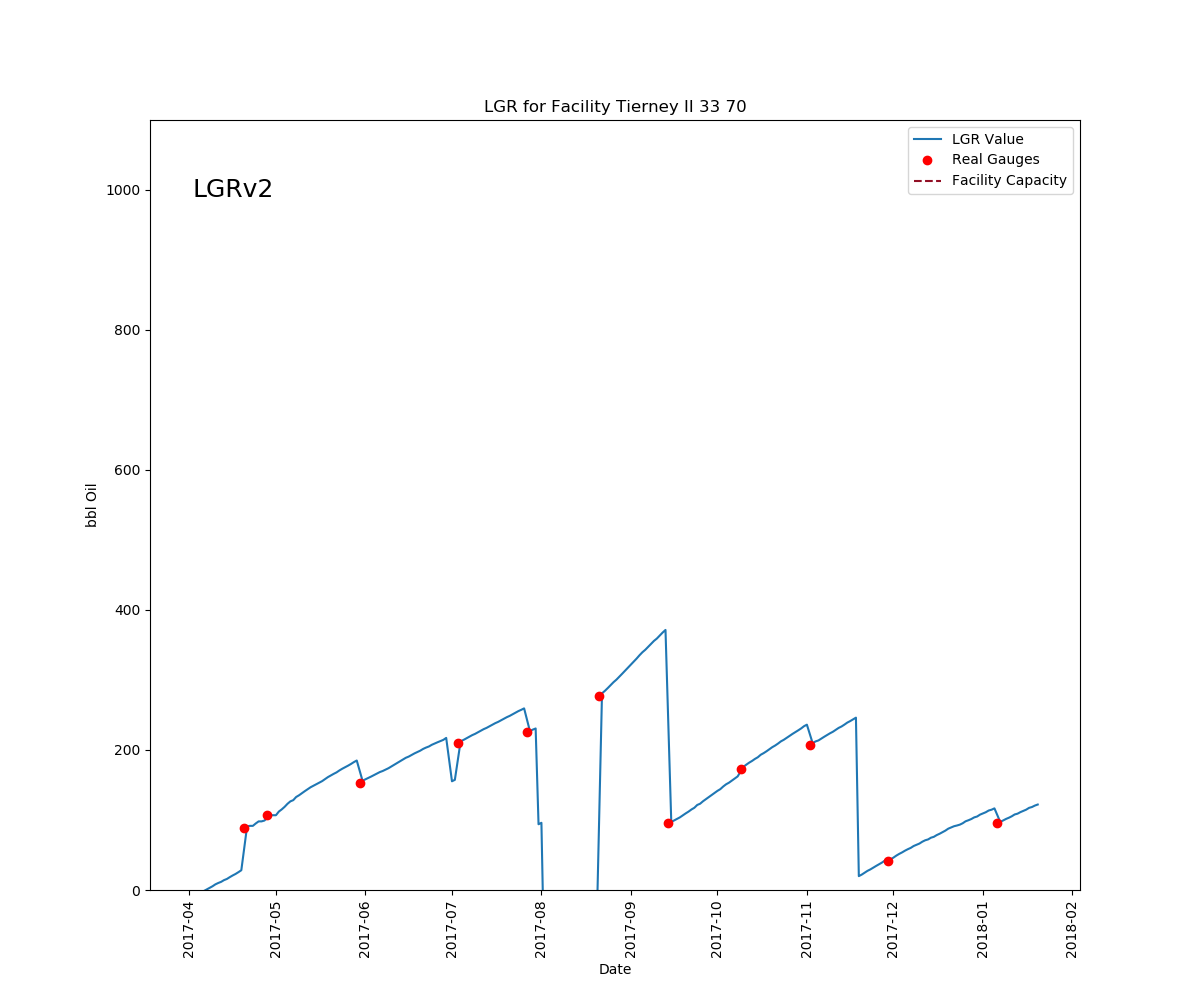 LGR for Facility Tierney II 33 70
LGRv2
LGR Value
Real Gauges
Facility Capacity
1000
800
600
400
200
0
bbl Oil
2017-04
2017-05
2017-06
2017-07
2017-08
2017-09
2017-10
2017-11
2017-12
2018-01
2018-02
Date